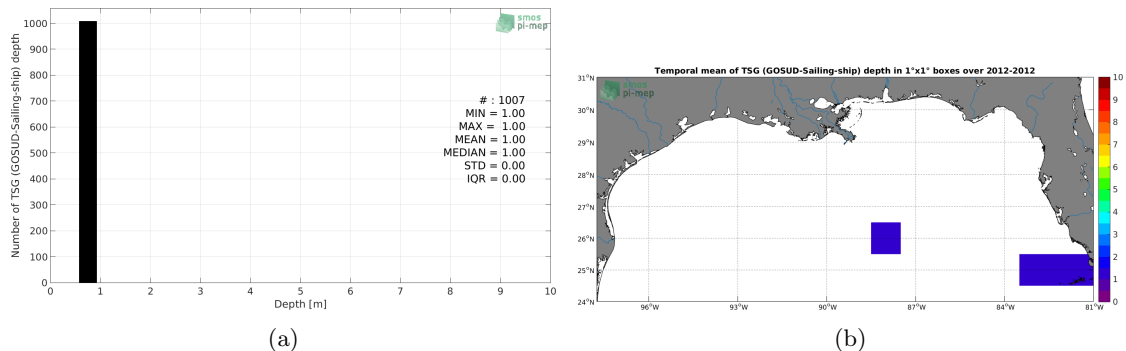 smos
pi-mep
1000
900
800
700
600
500
400
300
200
100
0
Number of TSG (GOSUD-Sailing-ship) depth
# : 1007
MIN = 1.00
MAX = 1.00
MEAN = 1.00
MEDIAN = 1.00
STD = 0.00
IQR = 0.00
0 1 2 3 4 5 6 7 8 9 10
Depth [m]
(a)
Temporal mean of TSG (GOSUD-Sailing-ship) depth in 1°x1° boxes over 2012-2012
smos
pi-mep
31°N
30°N
29°N
28°N
27°N
26°N
25°N
24°N
96°W 93°W 90°W 87°W 84°W 81°W
10
9
8
7
6
5
4
3
2
1
0
(b)